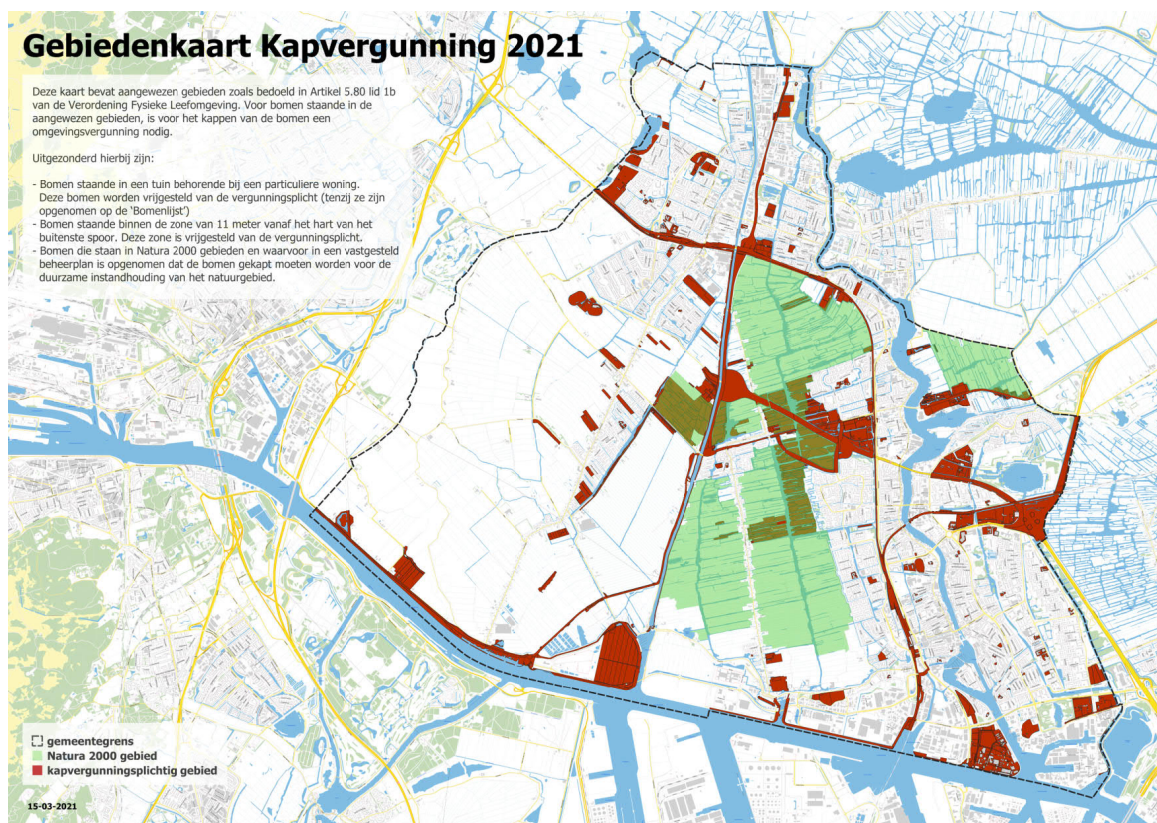 Gebiedenkaart Kapvergunning 2021
Deze kaart bevat aangewezen gebieden zoals bedoeld in Artikel 5.80 lid 1b
van de Verordening Fysieke Leefomgeving. Voor bomen staande in de
aangewezen gebieden, is voor het kappen van de bomen een
omgevingsvergunning nodig.
Uitgezonderd hierbij zijn:
- Bomen staande in een tuin behorende bij een particuliere woning.
Deze bomen worden vrijgesteld van de vergunningsplicht (tenzij ze zijn
opgenomen op de ‘Bomenlijst’)
- Bomen staande binnen de zone van 11 meter vanaf het hart van het
buitenste spoor. Deze zone is vrijgesteld van de vergunningsplicht.
- Bomen die staan in Natura 2000 gebieden en waarvoor in een vastgesteld
beheerplan is opgenomen dat de bomen gekapt moeten worden voor de
duurzame instandhouding van het natuurgebied.
gemeentegrens
Natura 2000 gebied
kapvergunningsplichtig gebied
15-03-2021